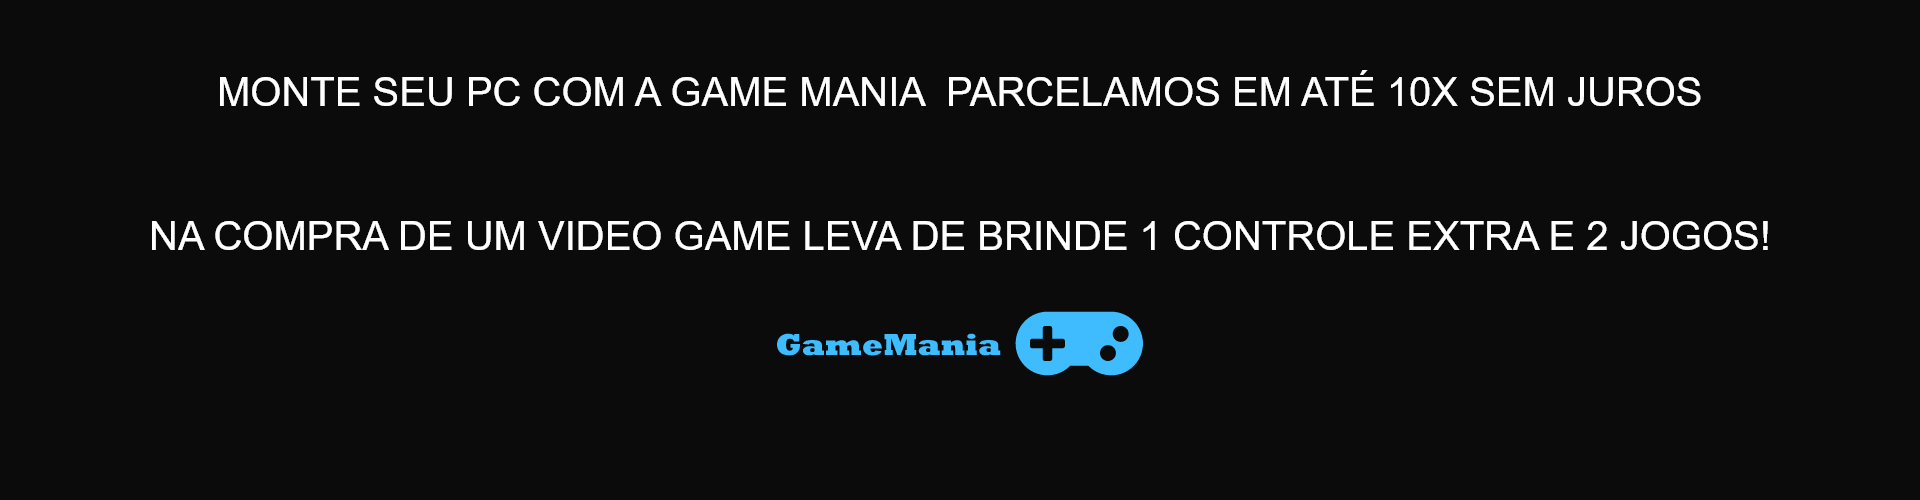 MONTE SEU PC COM A GAME MANIA  PARCELAMOS EM ATÉ 10X SEM JUROS
NA COMPRA DE UM VIDEO GAME LEVA DE BRINDE 1 CONTROLE EXTRA E 2 JOGOS!
GameMania